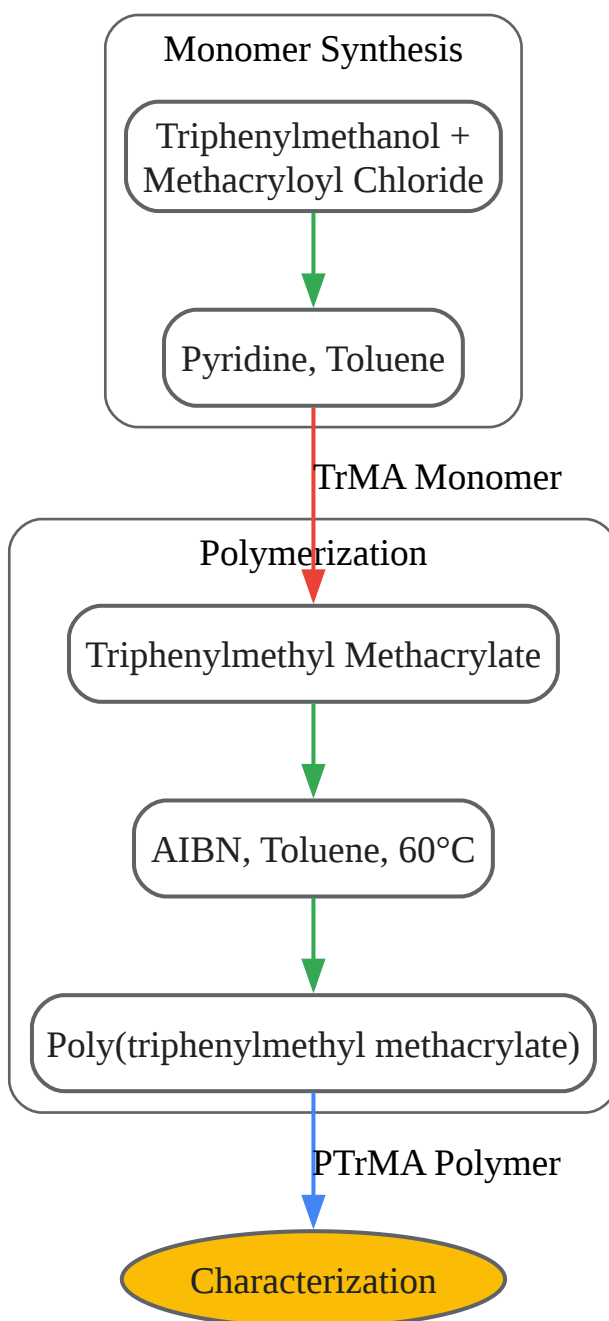 Monomer Synthesis
Triphenylmethanol +
Methacryloyl Chloride
Pyridine, Toluene
TrMA Monomer
Polymerization
Triphenylmethyl Methacrylate
AIBN, Toluene, 60°C
Poly(triphenylmethyl methacrylate)
PTrMA Polymer
Characterization